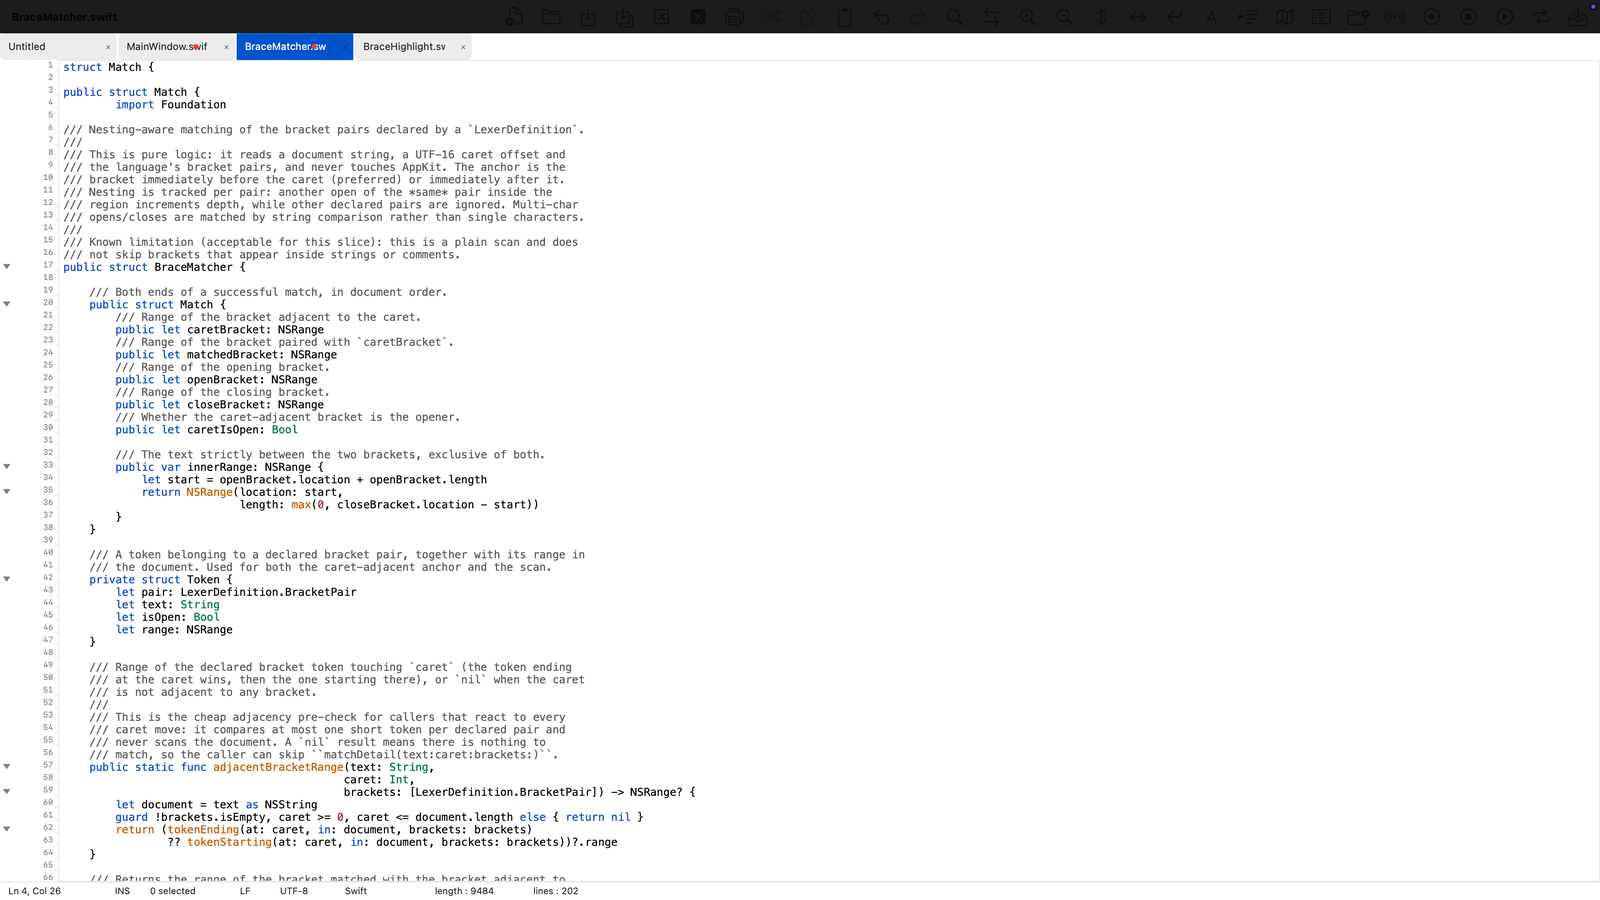 BraceMatcher.swift
Untitled × MainWindow.swif × BraceMatcher.sw × BraceHighlight.sv ×
1 struct Match {
2
3 public struct Match {
4 import Foundation
5
6 /// Nesting-aware matching of the bracket pairs declared by a `LexerDefinition`.
7 ///
8 /// This is pure logic: it reads a document string, a UTF-16 caret offset and
9 /// the language's bracket pairs, and never touches AppKit. The anchor is the
10 /// bracket immediately before the caret (preferred) or immediately after it.
11 /// Nesting is tracked per pair: another open of the *same* pair inside the
12 /// region increments depth, while other declared pairs are ignored. Multi-char
13 /// opens/closes are matched by string comparison rather than single characters.
14 ///
15 /// Known limitation (acceptable for this slice): this is a plain scan and does
16 /// not skip brackets that appear inside strings or comments.
17 public struct BraceMatcher {
18
19 /// Both ends of a successful match, in document order.
20 public struct Match {
21 /// Range of the bracket adjacent to the caret.
22 public let caretBracket: NSRange
23 /// Range of the bracket paired with `caretBracket`.
24 public let matchedBracket: NSRange
25 /// Range of the opening bracket.
26 public let openBracket: NSRange
27 /// Range of the closing bracket.
28 public let closeBracket: NSRange
29 /// Whether the caret-adjacent bracket is the opener.
30 public let caretIsOpen: Bool
31
32 /// The text strictly between the two brackets, exclusive of both.
33 public var innerRange: NSRange {
34 let start = openBracket.location + openBracket.length
35 return NSRange(location: start,
36 length: max(0, closeBracket.location - start))
37 }
38 }
39
40 /// A token belonging to a declared bracket pair, together with its range in
41 /// the document. Used for both the caret-adjacent anchor and the scan.
42 private struct Token {
43 let pair: LexerDefinition.BracketPair
44 let text: String
45 let isOpen: Bool
46 let range: NSRange
47 }
48
49 /// Range of the declared bracket token touching `caret` (the token ending
50 /// at the caret wins, then the one starting there), or `nil` when the caret
51 /// is not adjacent to any bracket.
52 ///
53 /// This is the cheap adjacency pre-check for callers that react to every
54 /// caret move: it compares at most one short token per declared pair and
55 /// never scans the document. A `nil` result means there is nothing to
56 /// match, so the caller can skip ``matchDetail(text:caret:brackets:)``.
57 public static func adjacentBracketRange(text: String,
58 caret: Int,
59 brackets: [LexerDefinition.BracketPair]) -> NSRange? {
60 let document = text as NSString
61 guard !brackets.isEmpty, caret >= 0, caret <= document.length else { return nil }
62 return (tokenEnding(at: caret, in: document, brackets: brackets)
63 ?? tokenStarting(at: caret, in: document, brackets: brackets))?.range
64 }
65
66 /// Returns the range of the bracket matched with the bracket adjacent to
Ln 4, Col 26 INS 0 selected LF UTF-8 Swift length : 9484 lines : 202